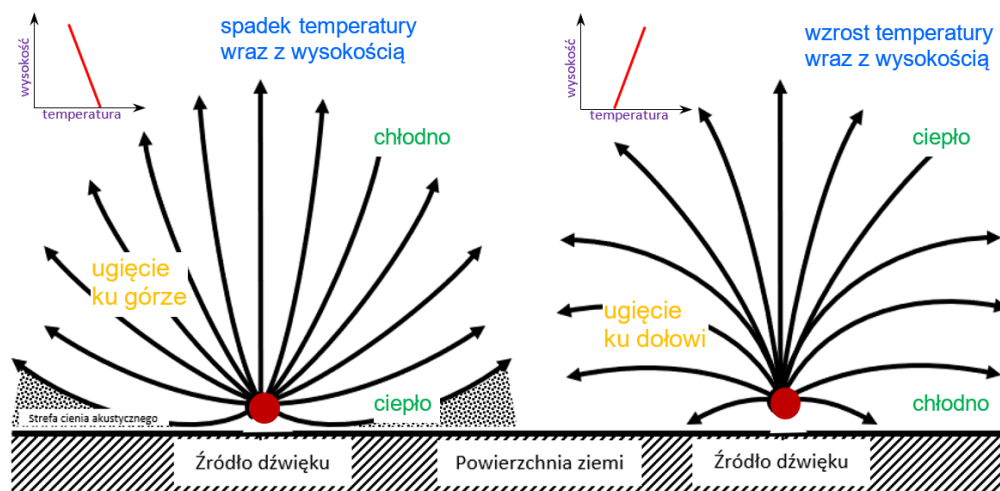 wysokość
temperatura
spadek temperatury
wraz z wysokością
chłodno
ugięcie
ku górze
ciepło
Strefa cienia akustycznego
Źródło dźwięku
Powierzchnia ziemi
wysokość
temperatura
wzrost temperatury
wraz z wysokością
ciepło
ugięcie
ku dołowi
chłodno
Źródło dźwięku